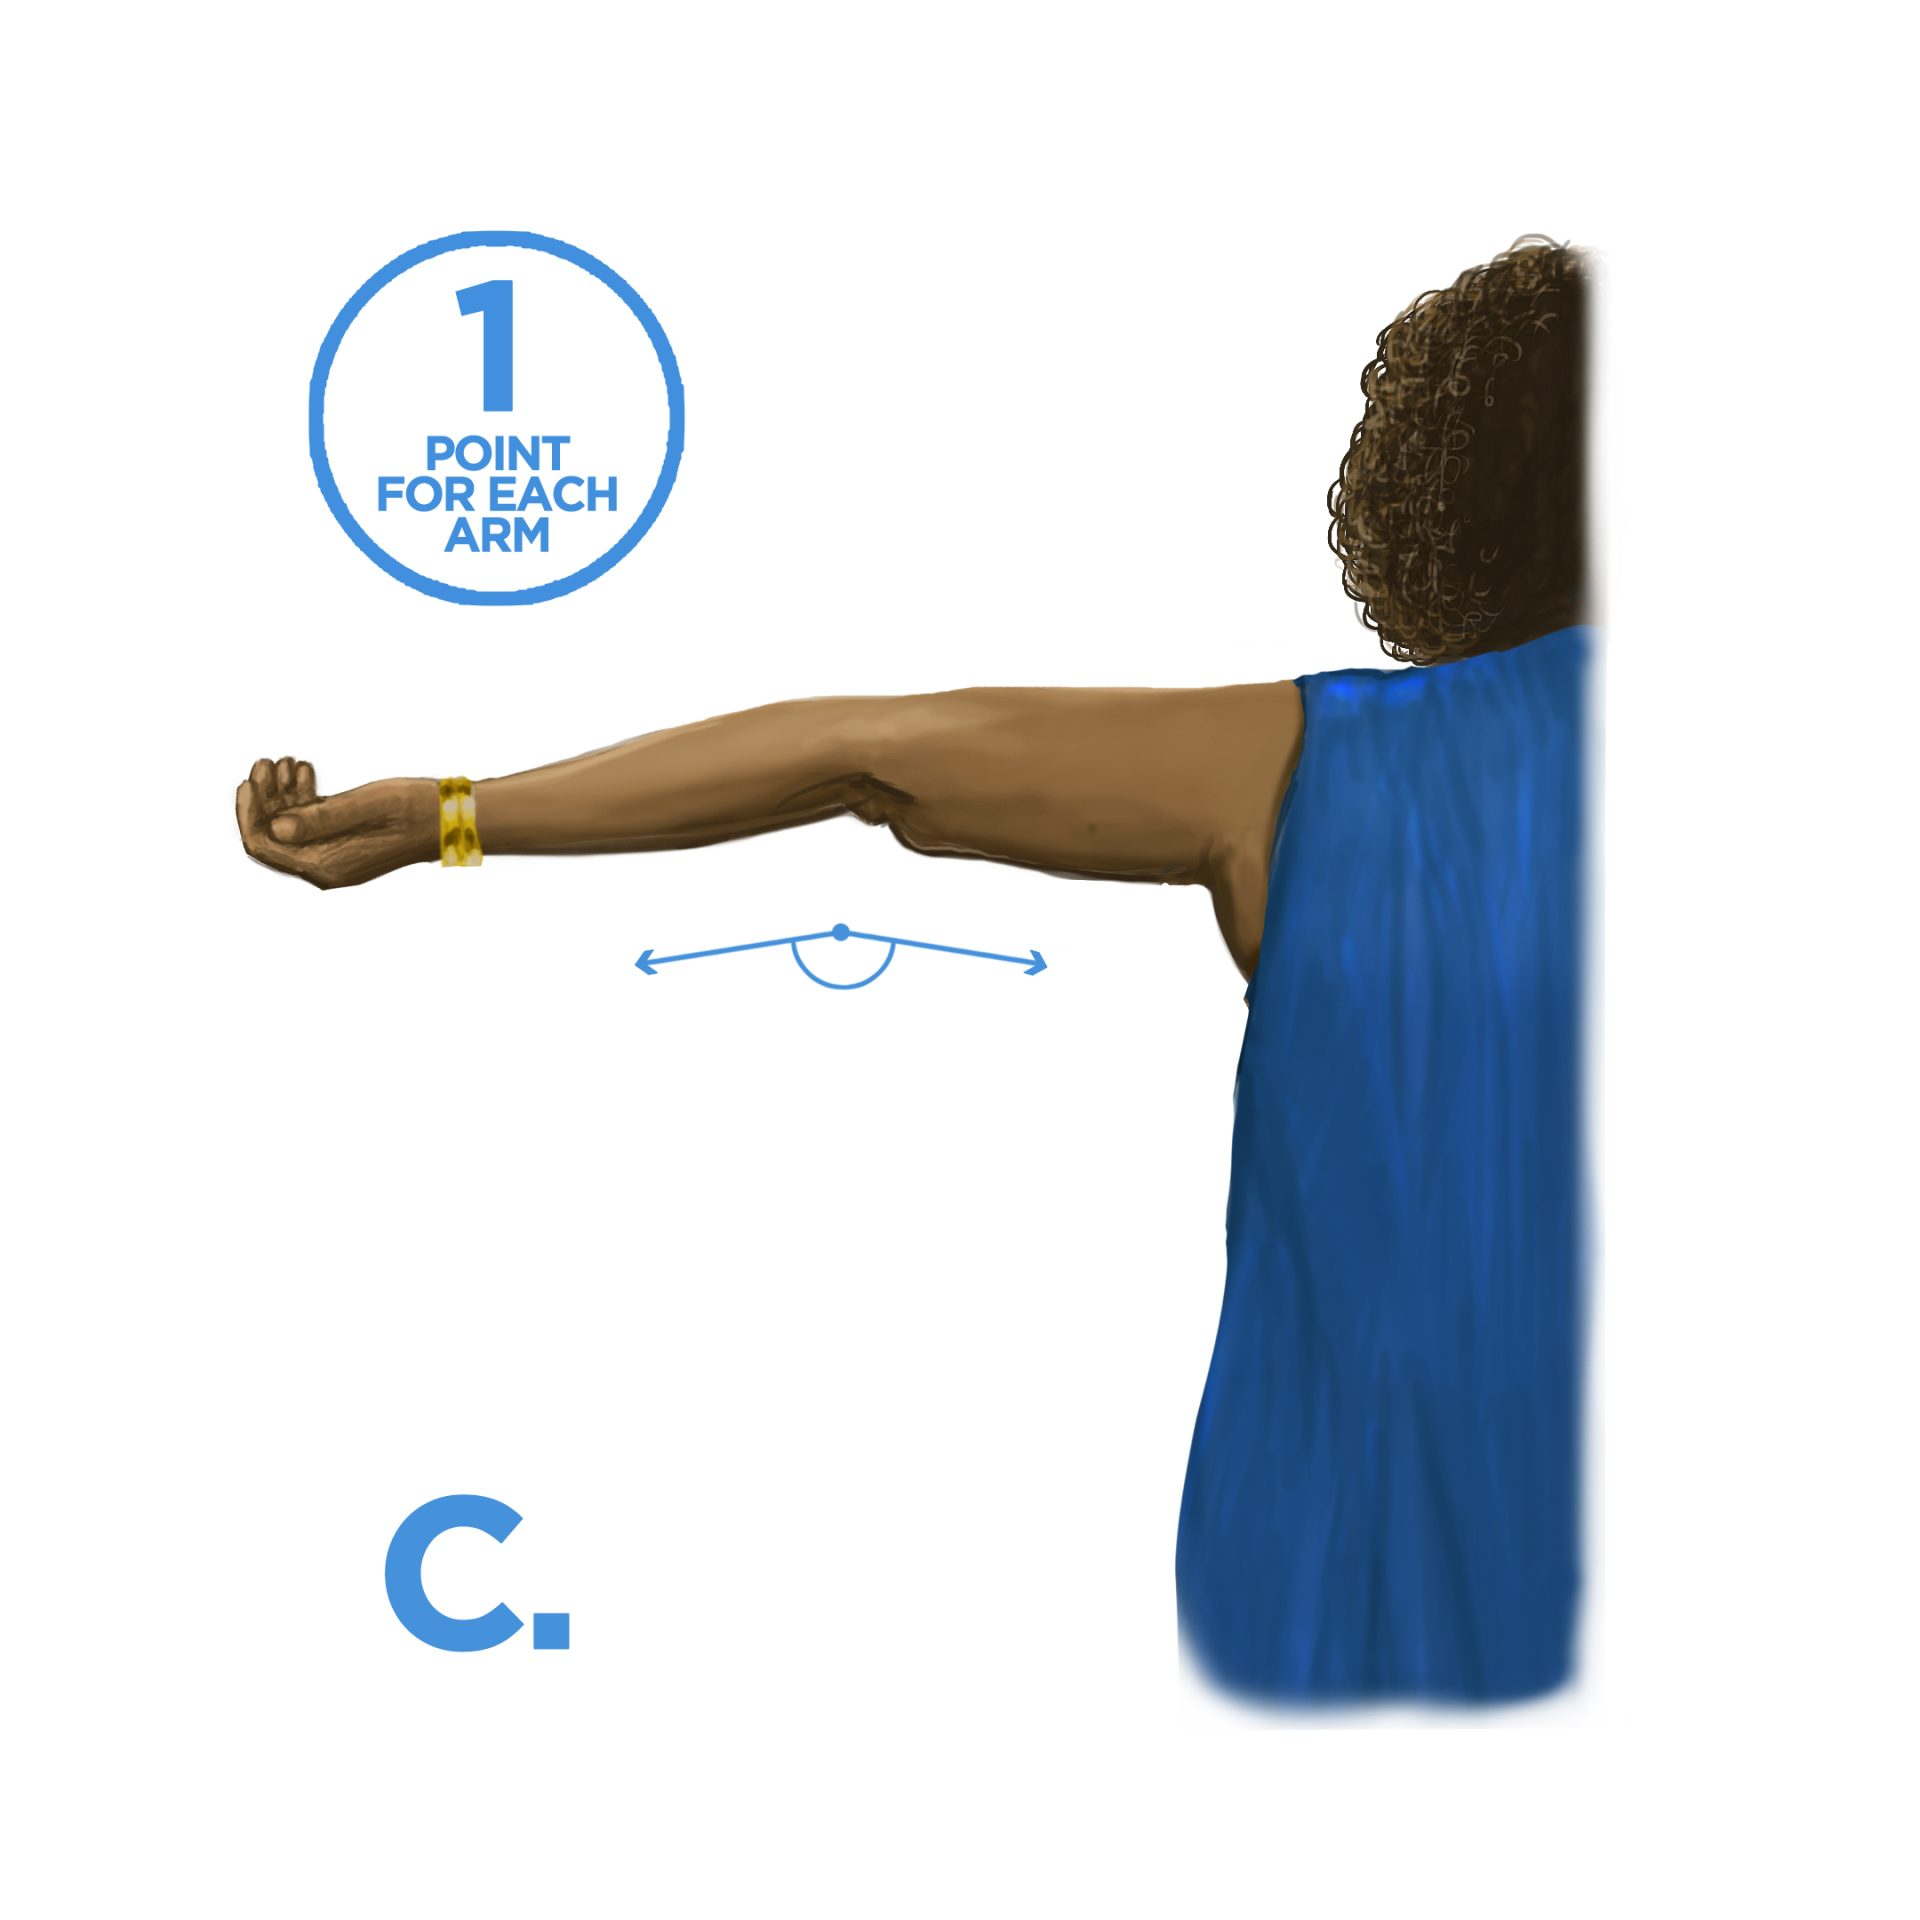 1
POINT
FOR EACH
ARM
C.